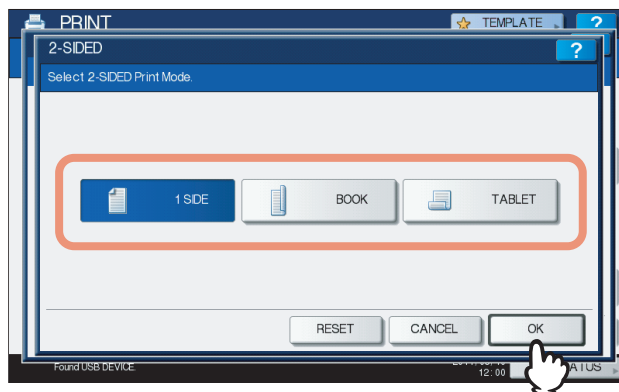 PRINT
TEMPLATE
?
2-SIDED
?
Select 2-SIDED Print Mode.
1 SIDE
BOOK
TABLET
RESET
CANCEL
OK
Found USB DEVICE.
12:00